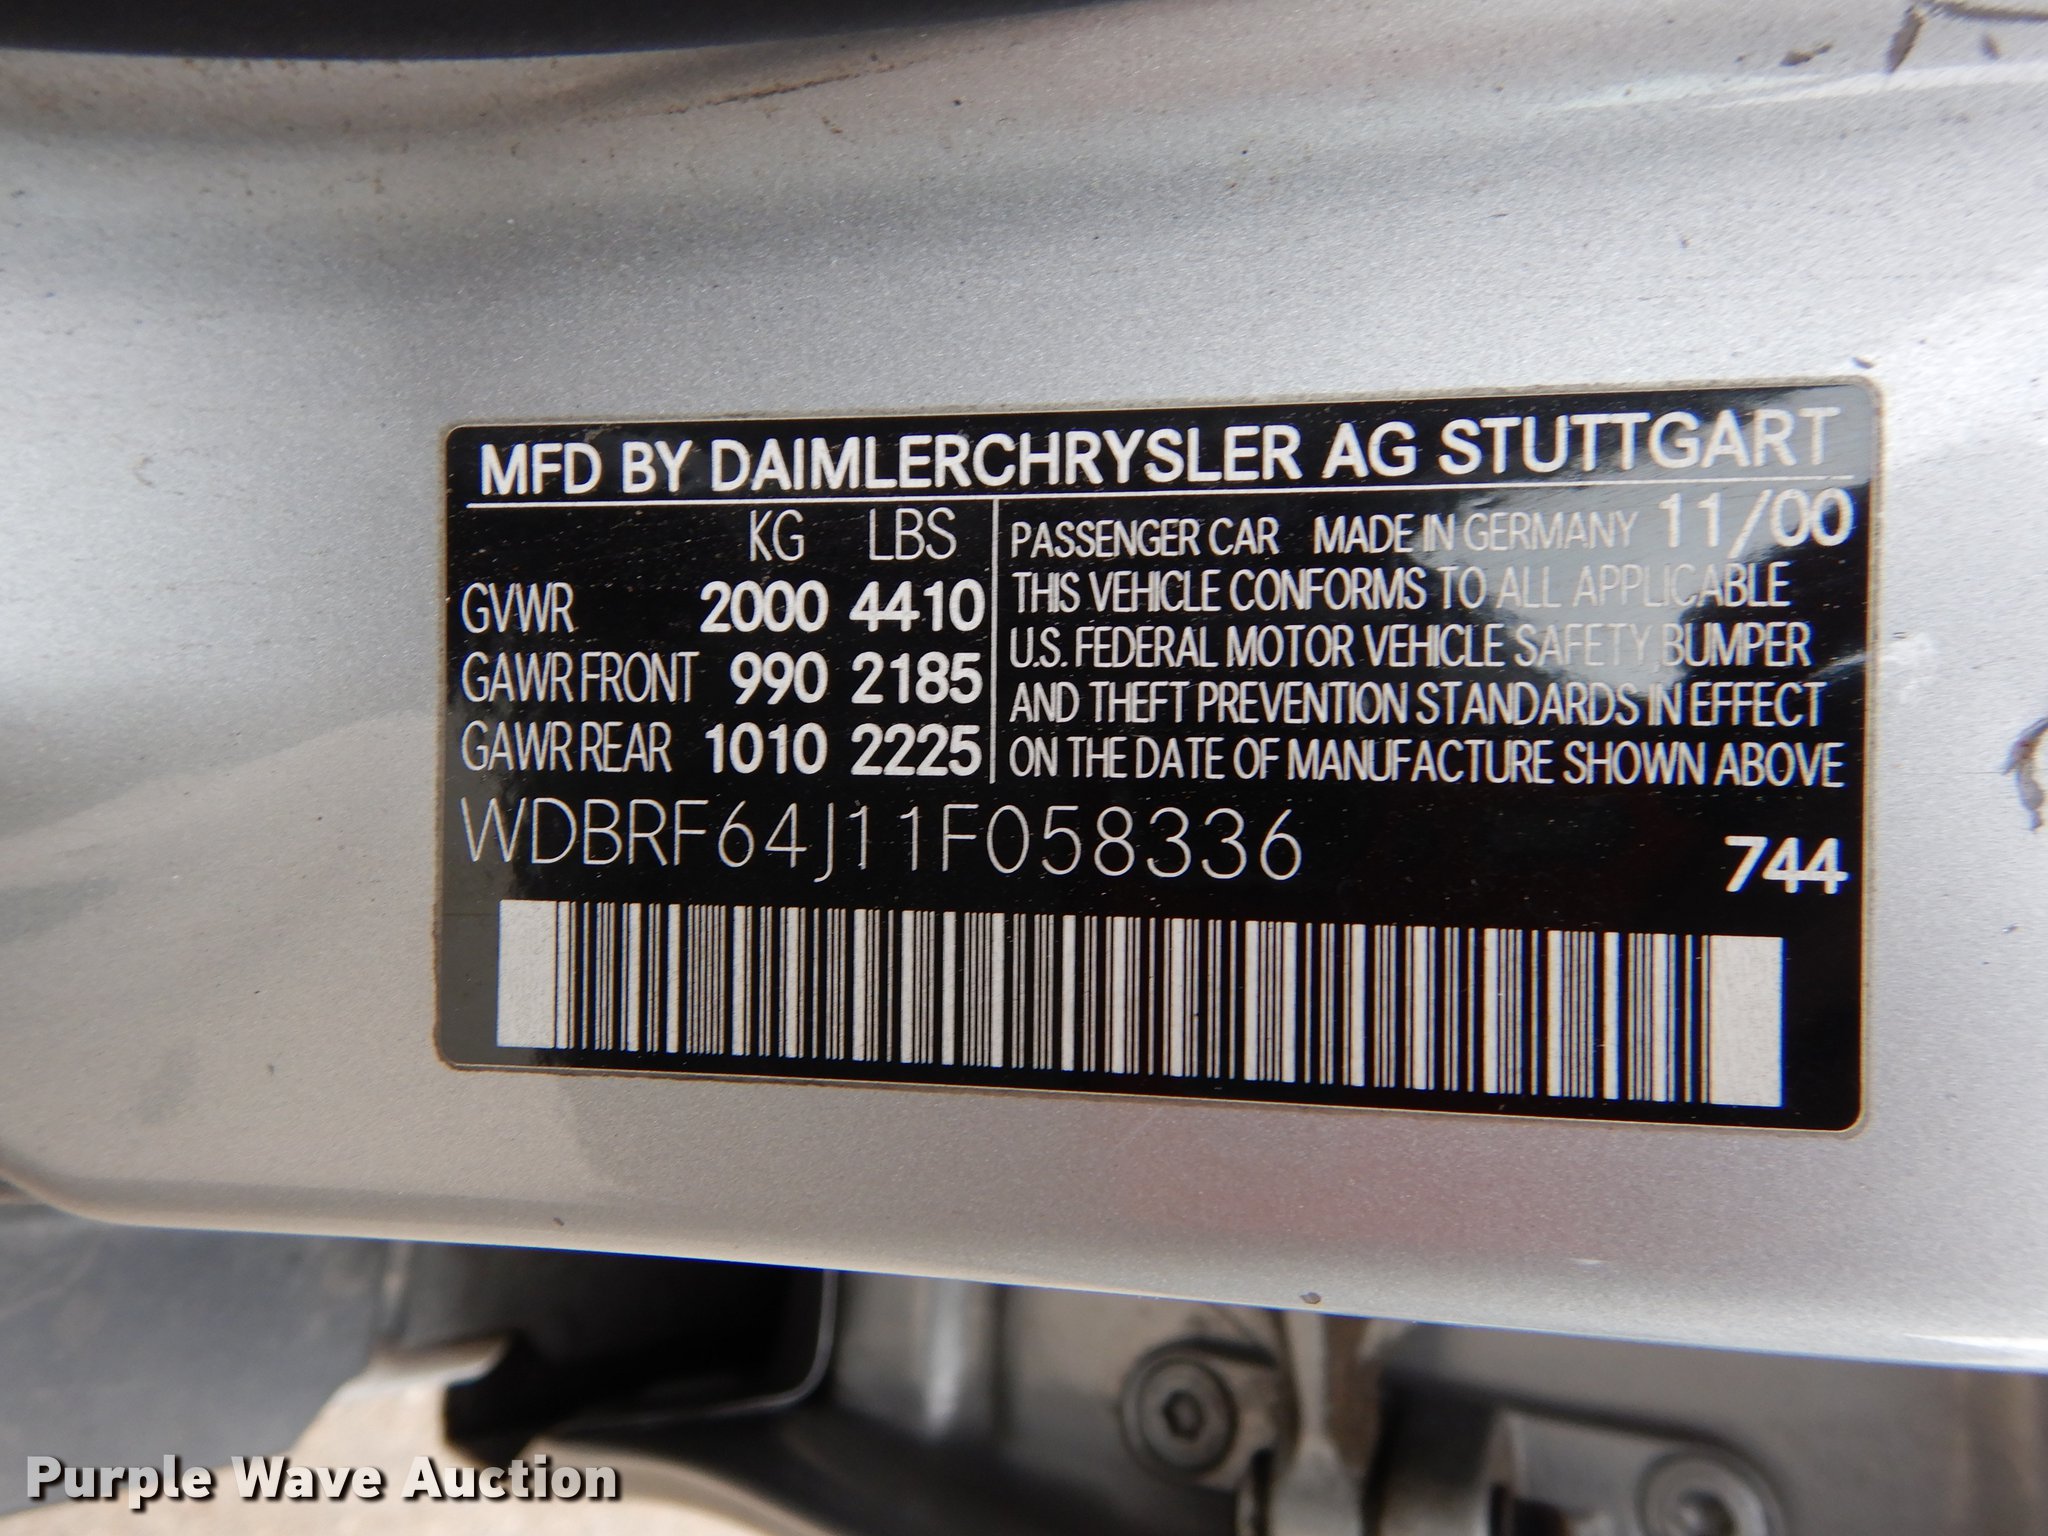 MFD BY DAIMLERCHRYSLER AG STUTTGART
KG LBS
GVWR 2000 4410
GAWR FRONT 990 2185
GAWR REAR 1010 2225
PASSENGER CAR MADE IN GERMANY 11/00
THIS VEHICLE CONFORMS TO ALL APPLICABLE
U.S. FEDERAL MOTOR VEHICLE SAFETY, BUMPER
AND THEFT PREVENTION STANDARDS IN EFFECT
ON THE DATE OF MANUFACTURE SHOWN ABOVE
WDBRF64J11F058336
744
Purple Wave Auction